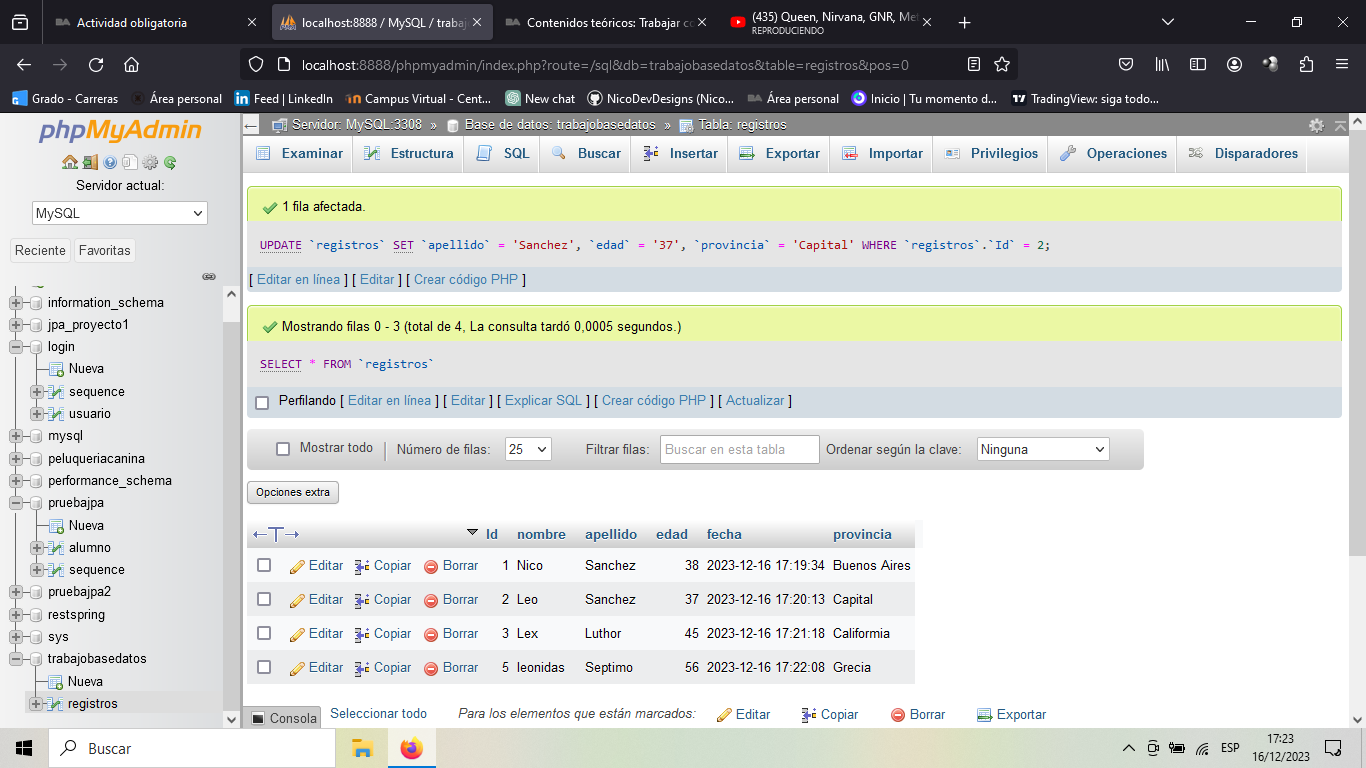 Actividad obligatoria
localhost:8888 / MySQL / trabaj
Contenidos teóricos: Trabajar co
(435) Queen, Nirvana, GNR, Met
REPRODUCIENDO
localhost:8888/phpmyadmin/index.php?route=/sql&db=trabajobasedatos&table=registros&pos=0
Grado - Carreras
Área personal
Feed | LinkedIn
Campus Virtual - Cent...
New chat
NicoDevDesigns (Nico...
Área personal
Inicio | Tu momento d...
TradingView: siga todo...
phpMyAdmin
Servidor actual:
MySQL
Reciente
Favoritas
information_schema
jpa_proyecto1
login
Nueva
sequence
usuario
mysql
peluqueriacanina
performance_schema
pruebajpa
Nueva
alumno
sequence
pruebajpa2
restspring
sys
trabajobasedatos
Nueva
registros
Servidor: MySQL:3308 » Base de datos: trabajobasedatos » Tabla: registros
Examinar Estructura SQL Buscar Insertar Exportar Importar Privilegios Operaciones Disparadores
1 fila afectada.
UPDATE `registros` SET `apellido` = 'Sanchez', `edad` = '37', `provincia` = 'Capital' WHERE `registros`.`Id` = 2;
[ Editar en línea ] [ Editar ] [ Crear código PHP ]
Mostrando filas 0 - 3 (total de 4, La consulta tardó 0,0005 segundos.)
SELECT * FROM `registros`
Perfilando [ Editar en línea ] [ Editar ] [ Explicar SQL ] [ Crear código PHP ] [ Actualizar ]
Mostrar todo Número de filas: 25 Filtrar filas: Buscar en esta tabla Ordenar según la clave: Ninguna
Opciones extra
Id nombre apellido edad fecha provincia
Editar Copiar Borrar 1 Nico Sanchez 38 2023-12-16 17:19:34 Buenos Aires
Editar Copiar Borrar 2 Leo Sanchez 37 2023-12-16 17:20:13 Capital
Editar Copiar Borrar 3 Lex Luthor 45 2023-12-16 17:21:18 Califormia
Editar Copiar Borrar 5 leonidas Septimo 56 2023-12-16 17:22:08 Grecia
Consola
Seleccionar todo Para los elementos que están marcados: Editar Copiar Borrar Exportar
Buscar
ESP
17:23
16/12/2023